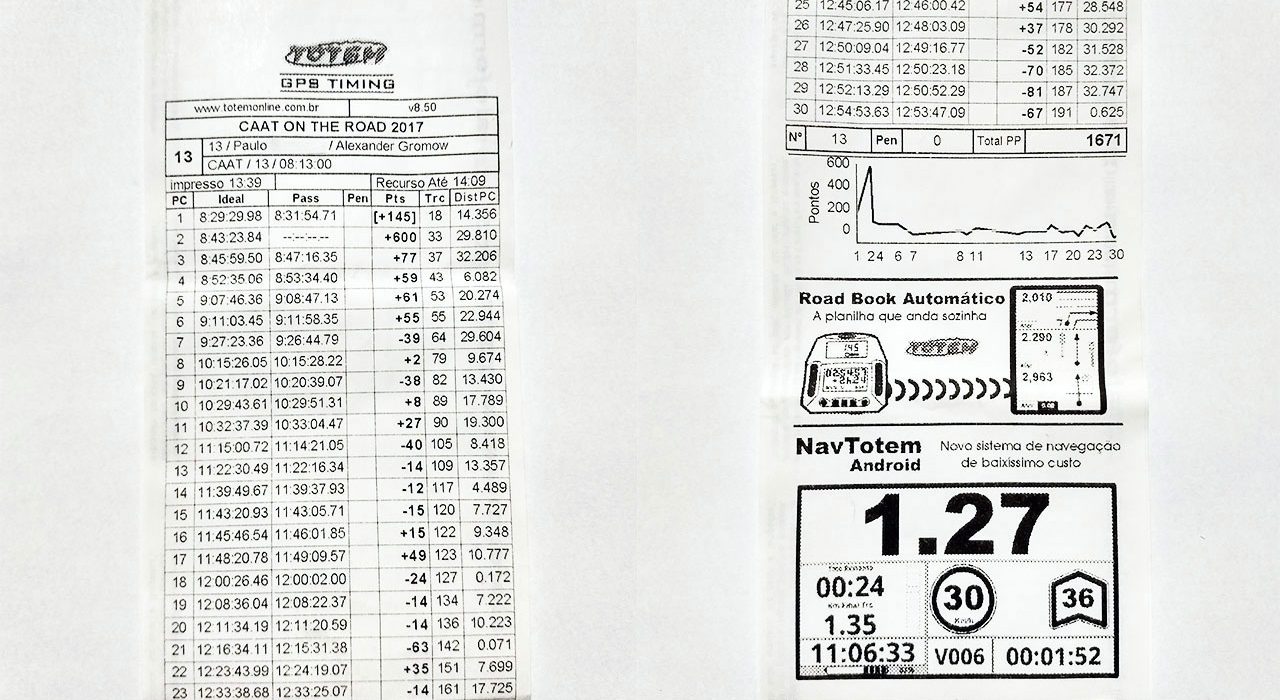 TOTEM
GPS TIMING
www.totemonline.com.br v8.50
CAAT ON THE ROAD 2017
13 13 / Paulo / Alexander Gromow
CAAT / 13 / 08:13:00
impresso 13:39 Recurso Até 14:09
PC Ideal Pass Pen Pts Trc DistPC
1 8:29:29.98 8:31:54.71 [+145] 18 14.356
2 8:43:23.84 --:--:--.-- +600 33 29.810
3 8:45:59.50 8:47:16.35 +77 37 32.206
4 8:52:35.06 8:53:34.40 +59 43 6.082
5 9:07:46.36 9:08:47.13 +61 53 20.274
6 9:11:03.45 9:11:58.35 +55 55 22.944
7 9:27:23.36 9:26:44.79 -39 64 29.604
8 10:15:26.05 10:15:28.22 +2 79 9.674
9 10:21:17.02 10:20:39.07 -38 82 13.430
10 10:29:43.61 10:29:51.31 +8 89 17.789
11 10:32:37.39 10:33:04.47 +27 90 19.300
12 11:15:00.72 11:14:21.05 -40 105 8.418
13 11:22:30.49 11:22:16.34 -14 109 13.357
14 11:39:49.67 11:39:37.93 -12 117 4.489
15 11:43:20.93 11:43:05.71 -15 120 7.727
16 11:45:46.54 11:46:01.85 +15 122 9.348
17 11:48:20.78 11:49:09.57 +49 123 10.777
18 12:00:26.46 12:00:02.00 -24 127 0.172
19 12:08:36.04 12:08:22.37 -14 134 7.222
20 12:11:34.19 12:11:20.59 -14 136 10.223
21 12:16:34.11 12:15:31.38 -63 142 0.071
22 12:23:43.99 12:24:19.07 +35 151 7.699
23 12:33:38.68 12:33:25.07 -14 161 17.725
25 12:45:06.17 12:46:00.42 +54 177 28.548
26 12:47:25.90 12:48:03.09 +37 178 30.292
27 12:50:09.04 12:49:16.77 -52 182 31.528
28 12:51:33.45 12:50:23.18 -70 185 32.372
29 12:52:13.29 12:50:52.29 -81 187 32.747
30 12:54:53.63 12:53:47.09 -67 191 0.625
Nº 13 Pen 0 Total PP 1671
Pontos
600
400
200
0
1 24 6 7 8 11 13 17 20 23 30
Road Book Automático
A planilha que anda sozinha
TOTEM
145
2,010
2.290
2,963
NavTotem
Android
Novo sistema de navegação
de baixíssimo custo
1.27
00:24
1.35
30
36
11:06:33 V006 00:01:52